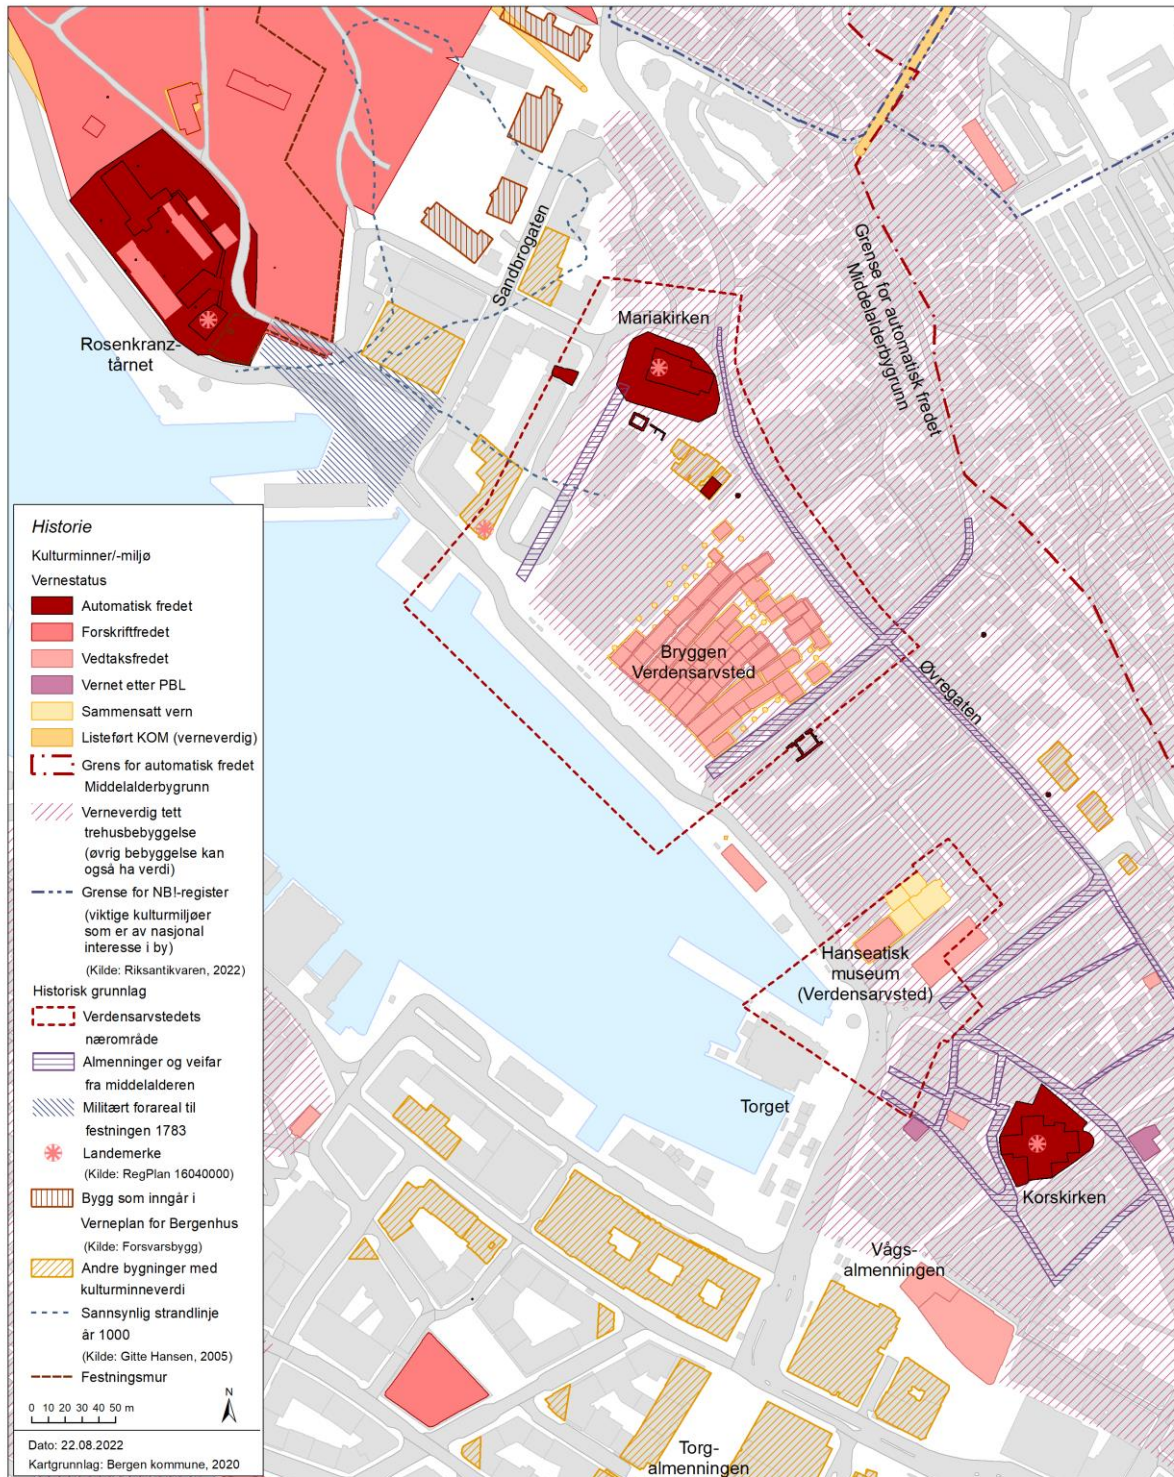 Sandbrogaten
Mariakirken
Rosenkranz-
tårnet
Grense for automatisk fredet
Middelalderbygrunn
Bryggen
Verdensarvsted
Øvregaten
Hanseatisk
museum
(Verdensarvsted)
Torget
Korskirken
Vågs-
almenningen
Torg-
almenningen
Historie
Kulturminner/-miljø
Vernestatus
Automatisk fredet
Forskriftfredet
Vedtaksfredet
Vernet etter PBL
Sammensatt vern
Listeført KOM (verneverdig)
Grens for automatisk fredet
Middelalderbygrunn
Verneverdig tett
trehusbebyggelse
(øvrig bebyggelse kan
også ha verdi)
Grense for NB!-register
(viktige kulturmiljøer
som er av nasjonal
interesse i by)
(Kilde: Riksantikvaren, 2022)
Historisk grunnlag
Verdensarvstedets
nærområde
Almenninger og veifar
fra middelalderen
Militært forareal til
festningen 1783
Landemerke
(Kilde: RegPlan 16040000)
Bygg som inngår i
Verneplan for Bergenhus
(Kilde: Forsvarsbygg)
Andre bygninger med
kulturminneverdi
Sannsynlig strandlinje
år 1000
(Kilde: Gitte Hansen, 2005)
Festningsmur
N
0 10 20 30 40 50 m
Dato: 22.08.2022
Kartgrunnlag: Bergen kommune, 2020